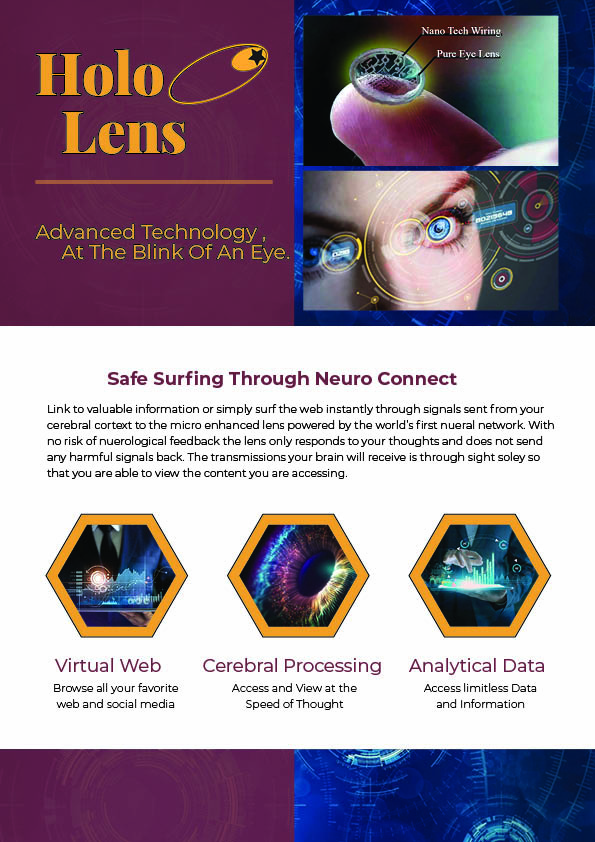 Holo
Lens
Advanced Technology ,
At The Blink Of An Eye.
Nano Tech Wiring
Pure Eye Lens
0218
80213648
Safe Surfing Through Neuro Connect
Link to valuable information or simply surf the web instantly through signals sent from your
cerebral cortext to the micro enhanced lens powered by the world's first nueral network. With
no risk of nuerological feedback the lens only responds to your thoughts and does not send
any harmful signals back. The transmissions your brain will receive is through sight soley so
that you are able to view the content you are accessing.
Virtual Web
Browse all your favorite
web and social media
Cerebral Processing
Access and View at the
Speed of Thought
Analytical Data
Access limitless Data
and Information